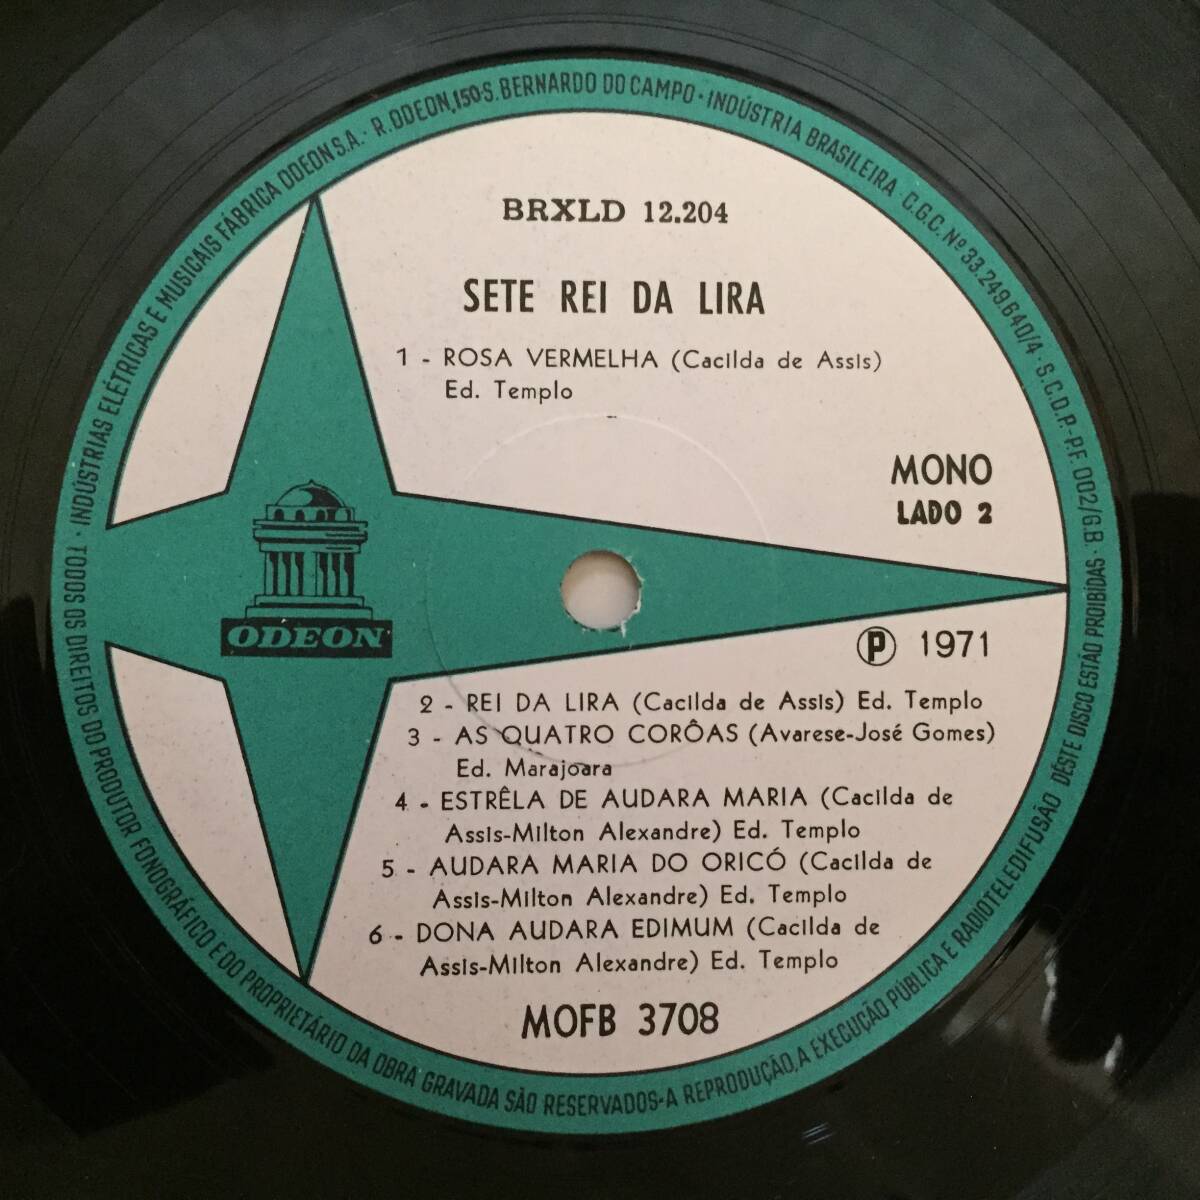 INDÚSTRIAS ELÉTRICAS E MUSICAIS FÁBRICA ODEON S.A. · R. ODEON, 150-S. BERNARDO DO CAMPO · INDÚSTRIA BRASILEIRA · C.G.C. Nº 33.249.640/4 · S.C.D.P.-P.F. 002/G.B. ·
BRXLD 12.204
SETE REI DA LIRA
1 - ROSA VERMELHA (Cacilda de Assis)
Ed. Templo
MONO
LADO 2
ODEON
Ⓟ 1971
2 - REI DA LIRA (Cacilda de Assis) Ed. Templo
3 - AS QUATRO CORÔAS (Avarese-José Gomes)
Ed. Marajoara
4 - ESTRÊLA DE AUDARA MARIA (Cacilda de
Assis-Milton Alexandre) Ed. Templo
5 - AUDARA MARIA DO ORICÓ (Cacilda de
Assis-Milton Alexandre) Ed. Templo
6 - DONA AUDARA EDIMUM (Cacilda de
Assis-Milton Alexandre) Ed. Templo
MOFB 3708
TODOS OS DIREITOS DO PRODUTOR FONOGRÁFICO E DO PROPRIETÁRIO DA OBRA GRAVADA SÃO RESERVADOS-A REPRODUÇÃO, A EXECUÇÃO PÚBLICA E RADIOTELEDIFUSÃO DÊSTE DISCO ESTÃO PROIBIDAS ·